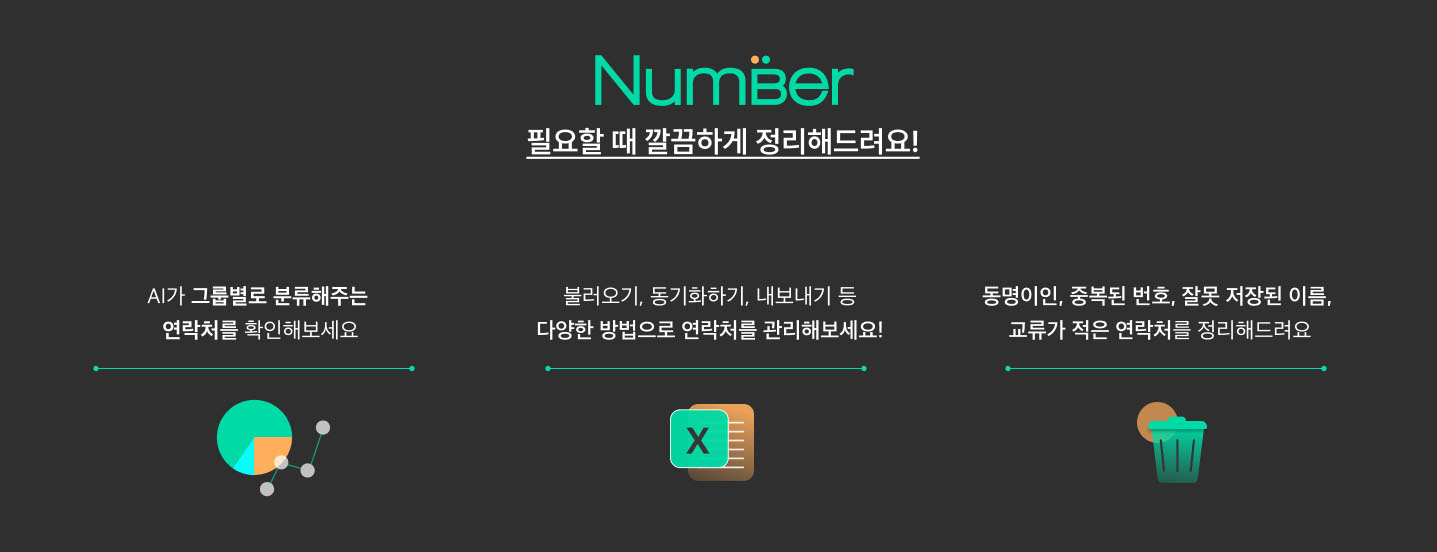 Number
필요할 때 깔끔하게 정리해드려요!
AI가 그룹별로 분류해주는
연락처를 확인해보세요
불러오기, 동기화하기, 내보내기 등
다양한 방법으로 연락처를 관리해보세요!
동명이인, 중복된 번호, 잘못 저장된 이름,
교류가 적은 연락처를 정리해드려요
X